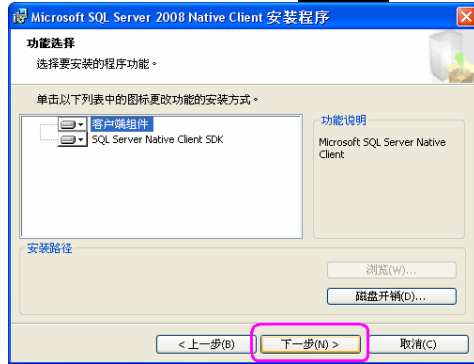 Microsoft SQL Server 2008 Native Client 安装程序
功能选择
选择要安装的程序功能。
单击以下列表中的图标更改功能的安装方式。
客户端组件
SQL Server Native Client SDK
功能说明
Microsoft SQL Server Native
Client
安装路径
浏览(W)...
磁盘开销(D)...
< 上一步(B)
下一步(N) >
取消(C)